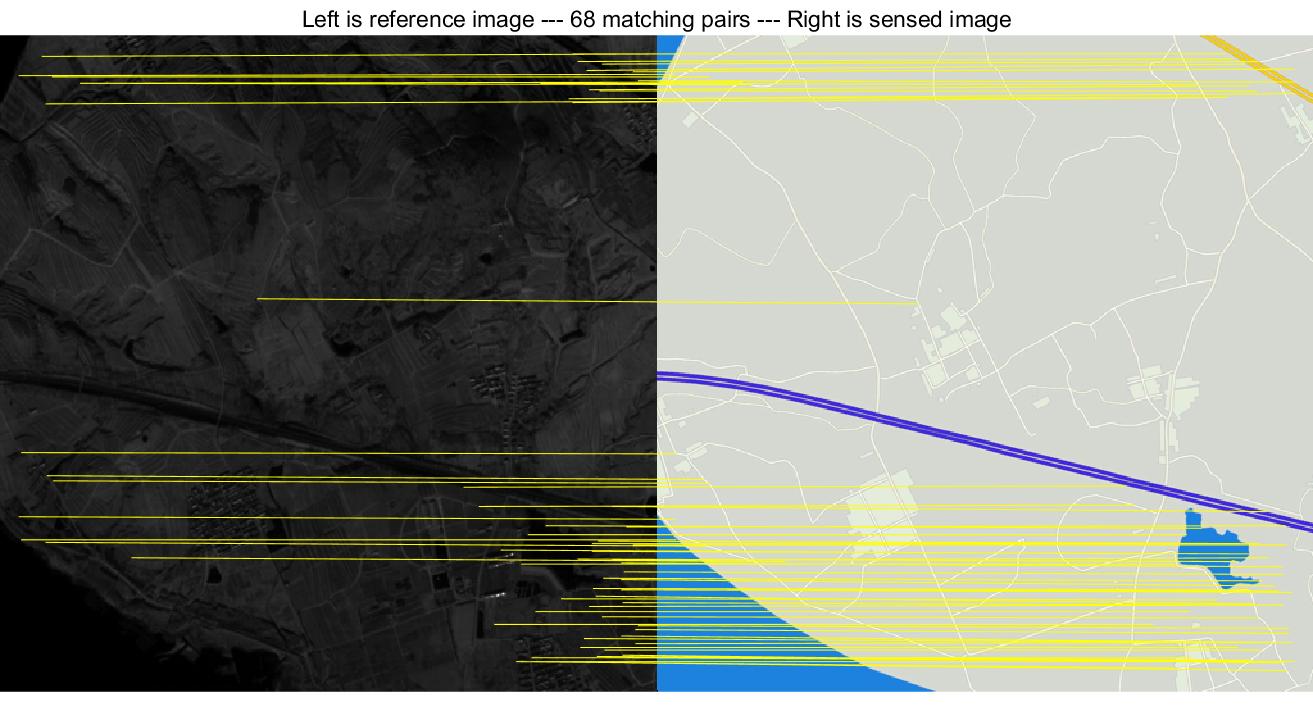 Left is reference image --- 68 matching pairs --- Right is sensed image